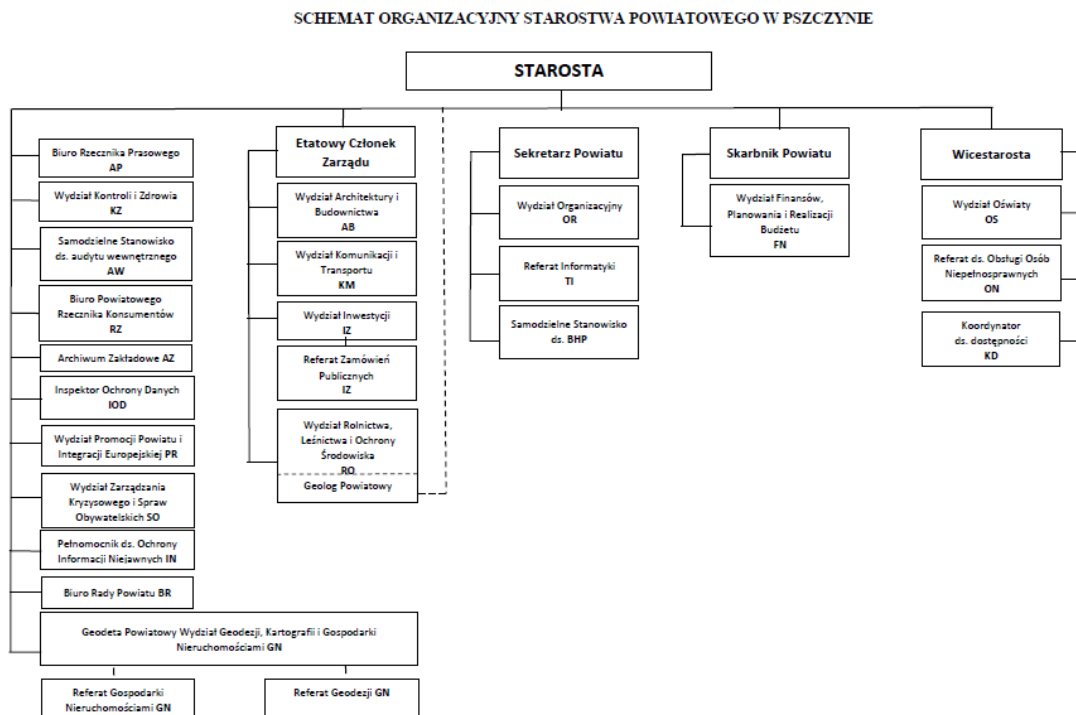 SCHEMAT ORGANIZACYJNY STAROSTWA POWIATOWEGO W PSZCZYNIE
STAROSTA
Biuro Rzecznika Prasowego
AP
Wydział Kontroli i Zdrowia
KZ
Samodzielne Stanowisko
ds. audytu wewnętrznego
AW
Biuro Powiatowego
Rzecznika Konsumentów
RZ
Archiwum Zakładowe AZ
Inspektor Ochrony Danych
IOD
Wydział Promocji Powiatu i
Integracji Europejskiej PR
Wydział Zarządzania
Kryzysowego i Spraw
Obywatelskich SO
Pełnomocnik ds. Ochrony
Informacji Niejawnych IN
Biuro Rady Powiatu BR
Geodeta Powiatowy Wydział Geodezji, Kartografii i Gospodarki
Nieruchomościami GN
Referat Gospodarki
Nieruchomościami GN
Referat Geodezji GN
Etatowy Członek
Zarządu
Wydział Architektury i
Budownictwa
AB
Wydział Komunikacji i
Transportu
KM
Wydział Inwestycji
IZ
Referat Zamówień
Publicznych
IZ
Wydział Rolnictwa,
Leśnictwa i Ochrony
Środowiska
RO
Geolog Powiatowy
Sekretarz Powiatu
Wydział Organizacyjny
OR
Referat Informatyki
TI
Samodzielne Stanowisko
ds. BHP
Skarbnik Powiatu
Wydział Finansów,
Planowania i Realizacji
Budżetu
FN
Wicestarosta
Wydział Oświaty
OS
Referat ds. Obsługi Osób
Niepełnosprawnych
ON
Koordynator
ds. dostępności
KD